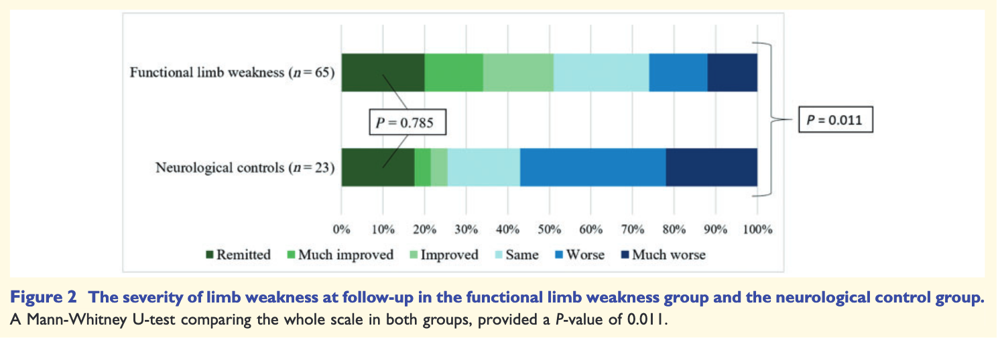 Functional limb weakness (n=65)
P = 0.785
P = 0.011
Neurological controls (n=23)
0% 10% 20% 30% 40% 50% 60% 70% 80% 90% 100%
Remitted Much improved Improved Same Worse Much worse
Figure 2 The severity of limb weakness at follow-up in the functional limb weakness group and the neurological control group.
A Mann-Whitney U-test comparing the whole scale in both groups, provided a P-value of 0.011.